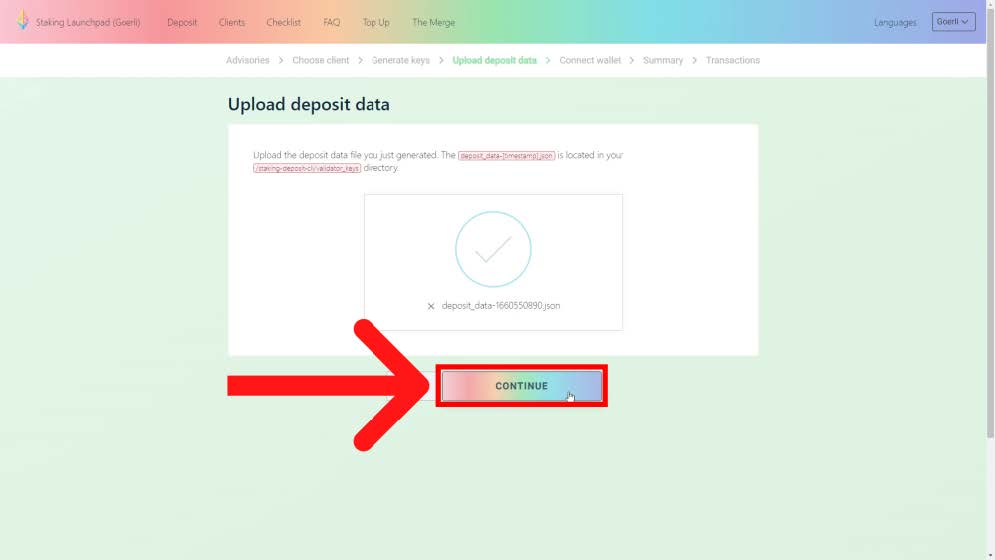 Staking Launchpad (Goerli) Deposit Clients Checklist FAQ Top Up The Merge Languages Goerli
Advisories > Choose client > Generate keys > Upload deposit data > Connect wallet > Summary > Transactions
Upload deposit data
Upload the deposit data file you just generated. The deposit_data-[timestamp].json is located in your
/staking-deposit-cli/validator_keys directory.
deposit_data-1660550890.json
CONTINUE